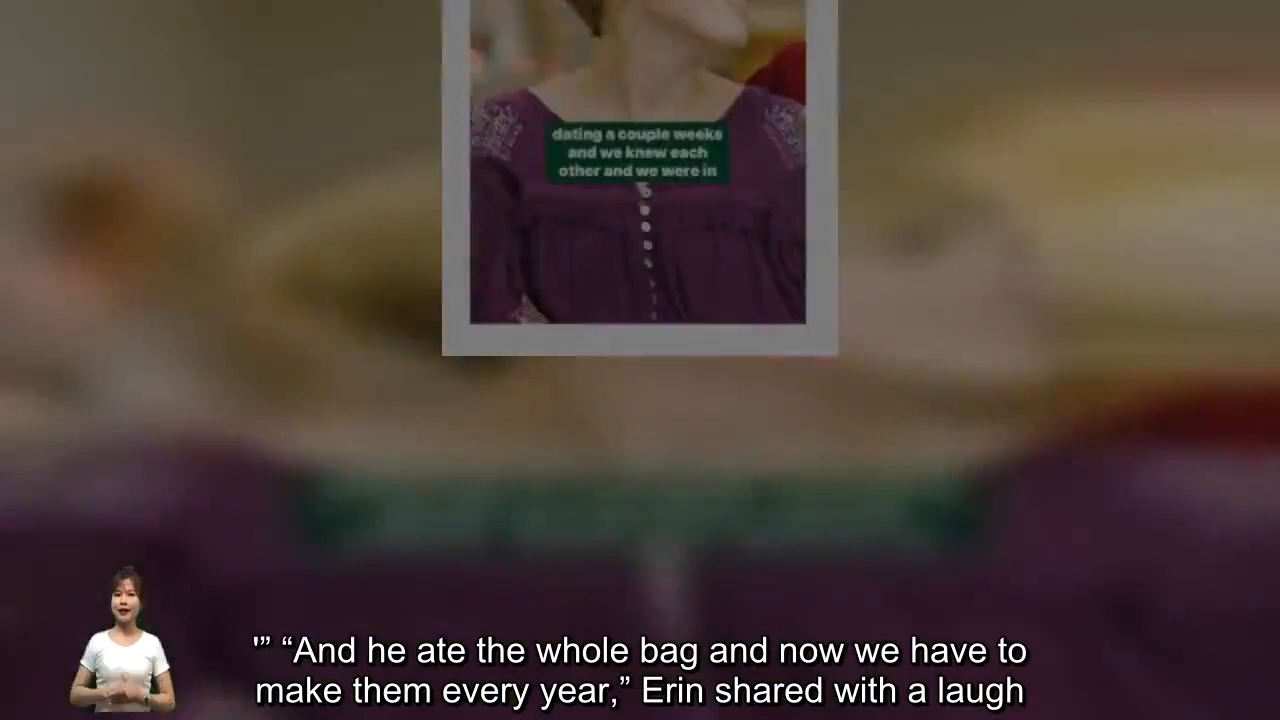 dating a couple weeks
and we knew each
other and we were in
'” “And he ate the whole bag and now we have to
make them every year,” Erin shared with a laugh